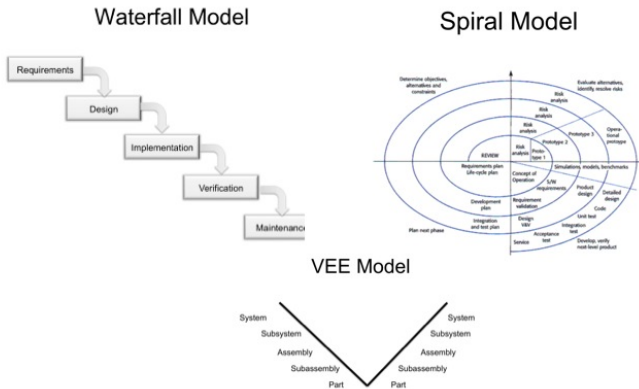 Waterfall Model
Requirements
Design
Implementation
Verification
Maintenance
Spiral Model
Determine objectives,
alternatives and
constraints
Evaluate alternatives,
identify, resolve risks
Risk
analysis
Risk
analysis
Risk
analysis
Risk
analysis
Proto-
type 1
Prototype 2
Prototype 3
Opera-
tional
protoype
REVIEW
Requirements plan
Life-cycle plan
Simulations, models, benchmarks
Concept of
Operation
S/W
requirements
Product
design
Detailed
design
Development
plan
Requirement
validation
Code
Unit test
Integration
and test plan
Design
V&V
Integration
test
Plan next phase
Acceptance
test
Service
Develop, verify
next-level product
VEE Model
System
Subsystem
Assembly
Subassembly
Part
System
Subsystem
Assembly
Subassembly
Part